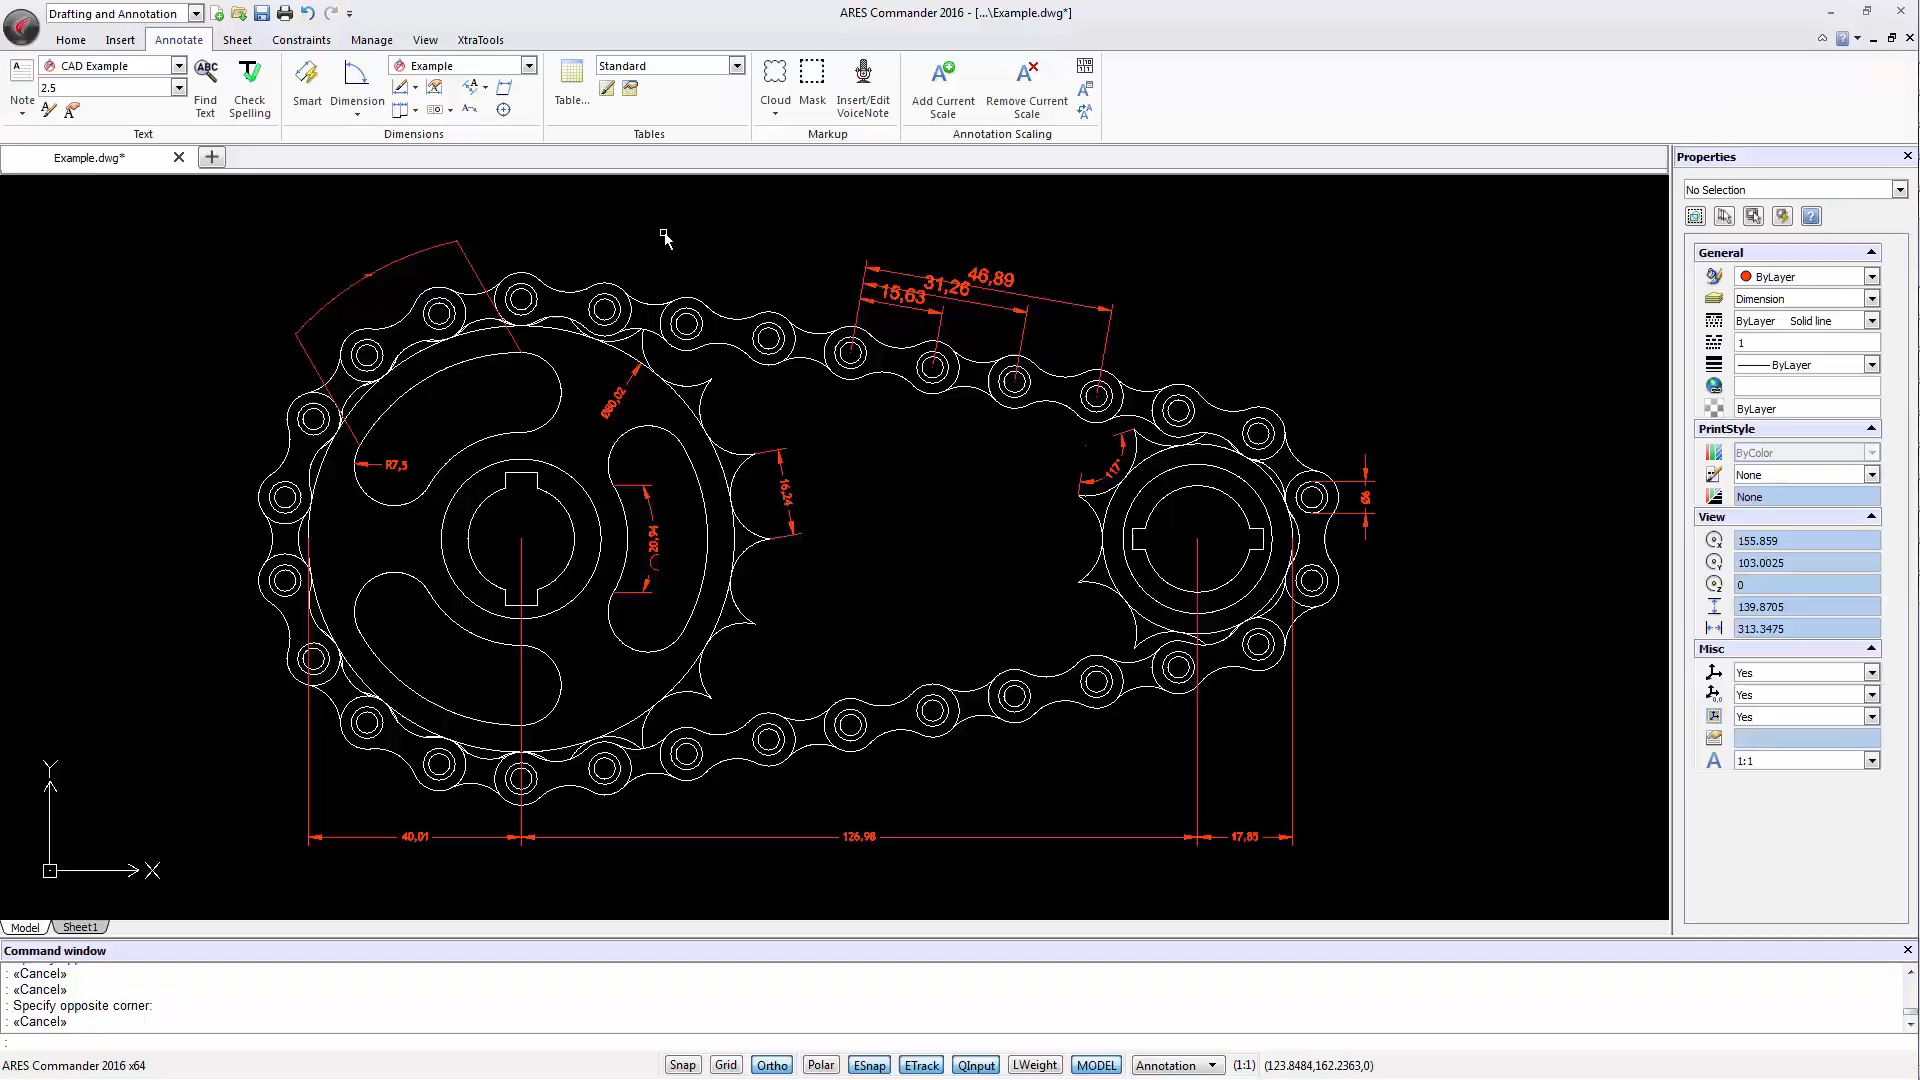 Drafting and Annotation
ARES Commander 2016 - [...\Example.dwg*]
Home
Insert
Annotate
Sheet
Constraints
Manage
View
XtraTools
Note
CAD Example
2.5
ABC
Find Text
Check Spelling
Text
Smart
Dimension
Example
Dimensions
Table...
Standard
Tables
Cloud
Mask
Insert/Edit VoiceNote
Markup
Add Current Scale
Remove Current Scale
Annotation Scaling
Example.dwg*
46,89
31,26
15,63
Ø80,02
R7,5
16,24
20,94
117°
Ø6
40,01
126,98
17,85
Y
X
Properties
No Selection
General
ByLayer
Dimension
ByLayer Solid line
1
ByLayer
ByLayer
PrintStyle
ByColor
None
None
View
155.859
103.0025
0
139.8705
313.3475
Misc
Yes
Yes
Yes
1:1
Model
Sheet1
Command window
: «Cancel»
: «Cancel»
: Specify opposite corner:
: «Cancel»
:
ARES Commander 2016 x64
Snap
Grid
Ortho
Polar
ESnap
ETrack
QInput
LWeight
MODEL
Annotation
(1:1)
(123.8484,162.2363,0)